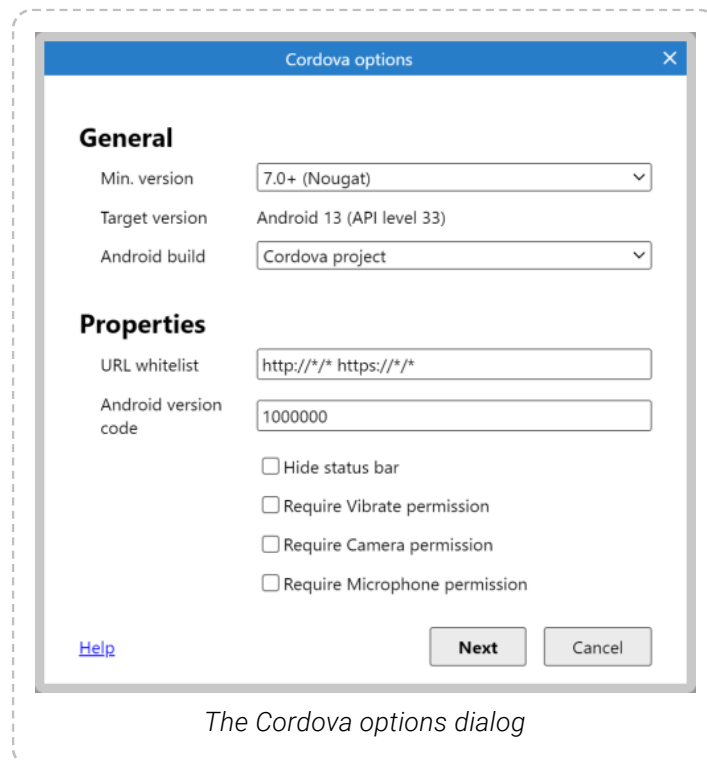 Cordova options
General
Min. version
7.0+ (Nougat)
Target version
Android 13 (API level 33)
Android build
Cordova project
Properties
URL whitelist
http://*/* https://*/*
Android version
code
1000000
Hide status bar
Require Vibrate permission
Require Camera permission
Require Microphone permission
Help
Next
Cancel
The Cordova options dialog